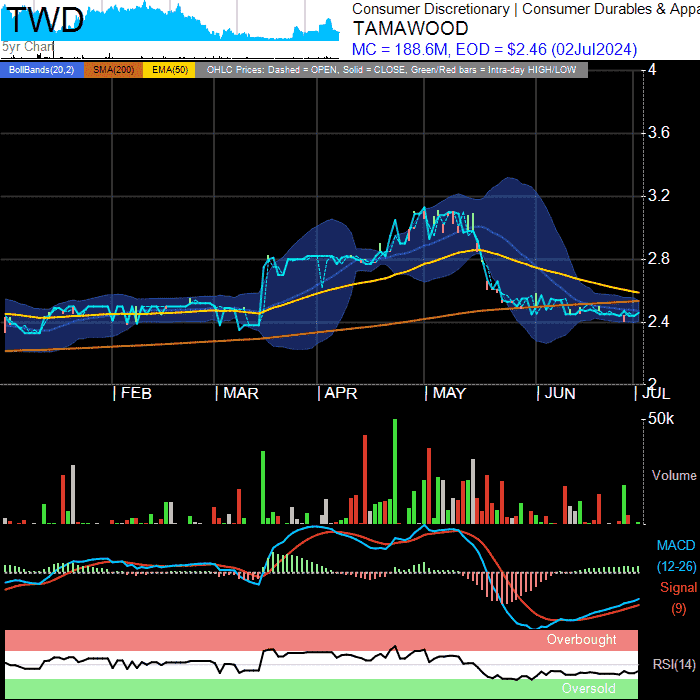 TWD
5yr Chart
Consumer Discretionary | Consumer Durables & Appa
TAMAWOOD
MC = 188.6M, EOD = $2.46 (02Jul2024)
BollBands(20,2) SMA(200) EMA(50) OHLC Prices: Dashed = OPEN, Solid = CLOSE, Green/Red bars = Intra-day HIGH/LOW
4
3.6
3.2
2.8
2.4
2
| FEB | MAR | APR | MAY | JUN | JUL
50k
Volume
MACD
(12-26)
Signal
(9)
Overbought
RSI(14)
Oversold